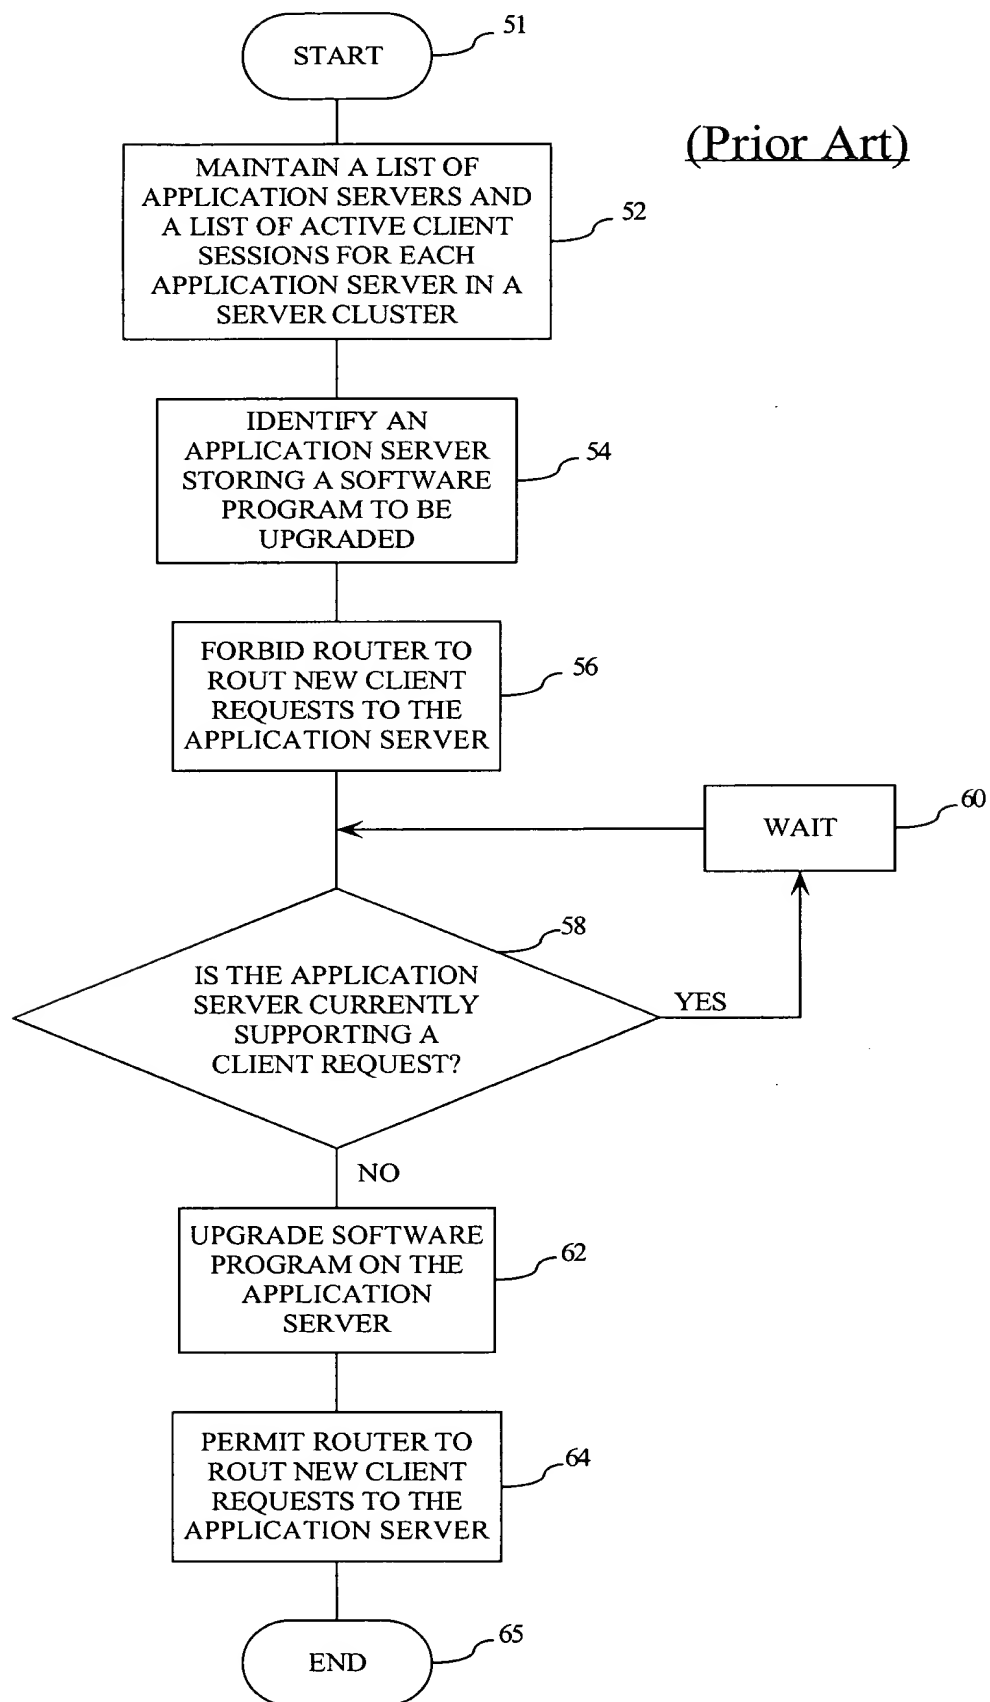 START
51
(Prior Art)
MAINTAIN A LIST OF
APPLICATION SERVERS AND
A LIST OF ACTIVE CLIENT
SESSIONS FOR EACH
APPLICATION SERVER IN A
SERVER CLUSTER
52
IDENTIFY AN
APPLICATION SERVER
STORING A SOFTWARE
PROGRAM TO BE
UPGRADED
54
FORBID ROUTER TO
ROUT NEW CLIENT
REQUESTS TO THE
APPLICATION SERVER
56
WAIT
60
IS THE APPLICATION
SERVER CURRENTLY
SUPPORTING A
CLIENT REQUEST?
58
YES
NO
UPGRADE SOFTWARE
PROGRAM ON THE
APPLICATION
SERVER
62
PERMIT ROUTER TO
ROUT NEW CLIENT
REQUESTS TO THE
APPLICATION SERVER
64
END
65